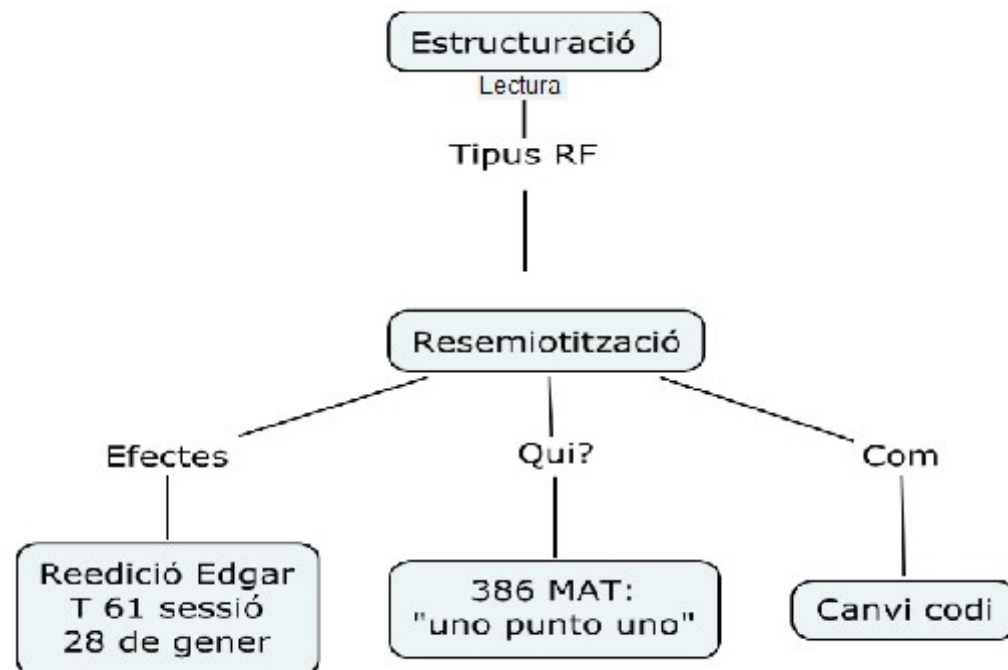 Estructuració
Lectura
Tipus RF
Resemiotització
Efectes
Qui?
Com
Reedició Edgar
T 61 sessió
28 de gener
386 MAT:
"uno punto uno"
Canvi codi